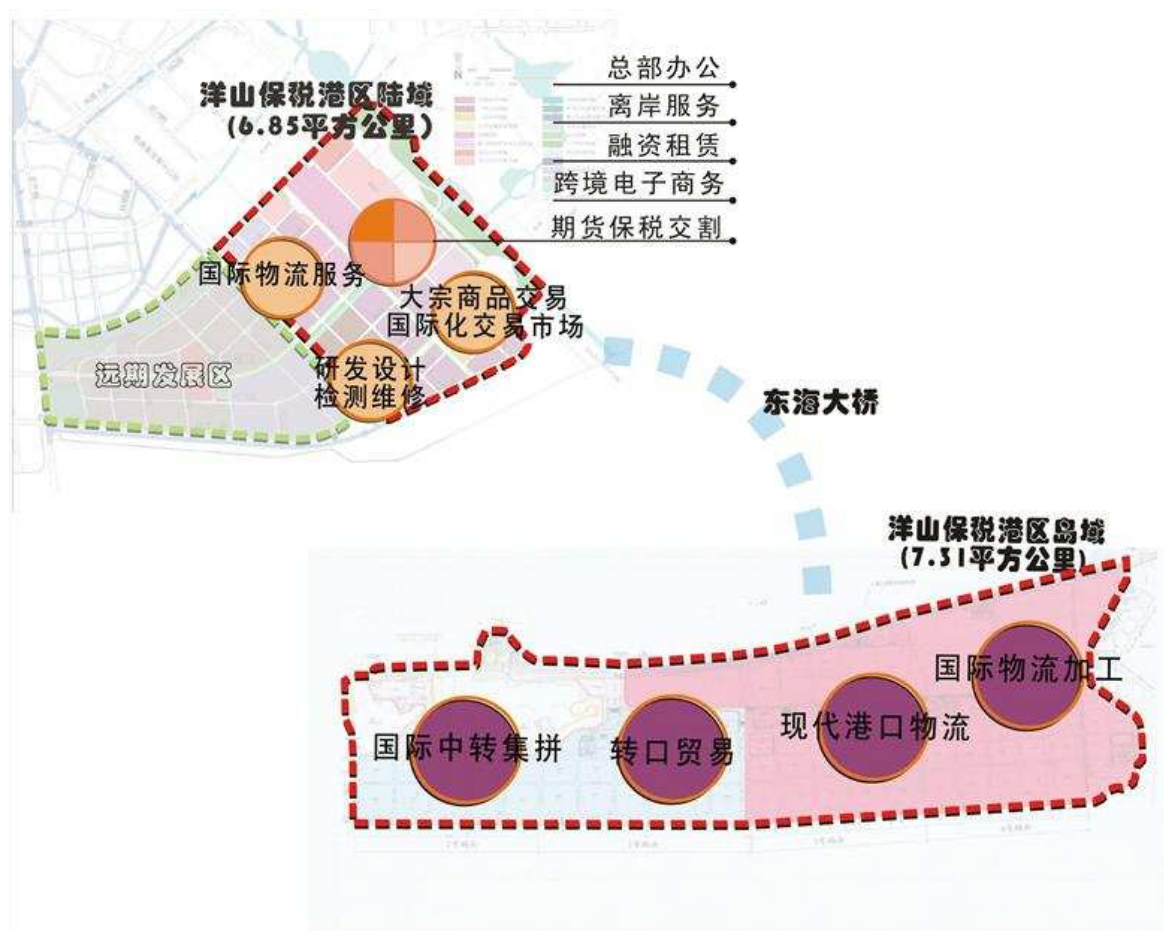 洋山保税港区陆域
(6.85平方公里)
总部办公
离岸服务
融资租赁
跨境电子商务
期货保税交割
国际物流服务
大宗商品交易
国际化交易市场
研发设计
检测维修
远期发展区
东海大桥
洋山保税港区岛域
(7.31平方公里)
国际物流加工
现代港口物流
转口贸易
国际中转集拼
N